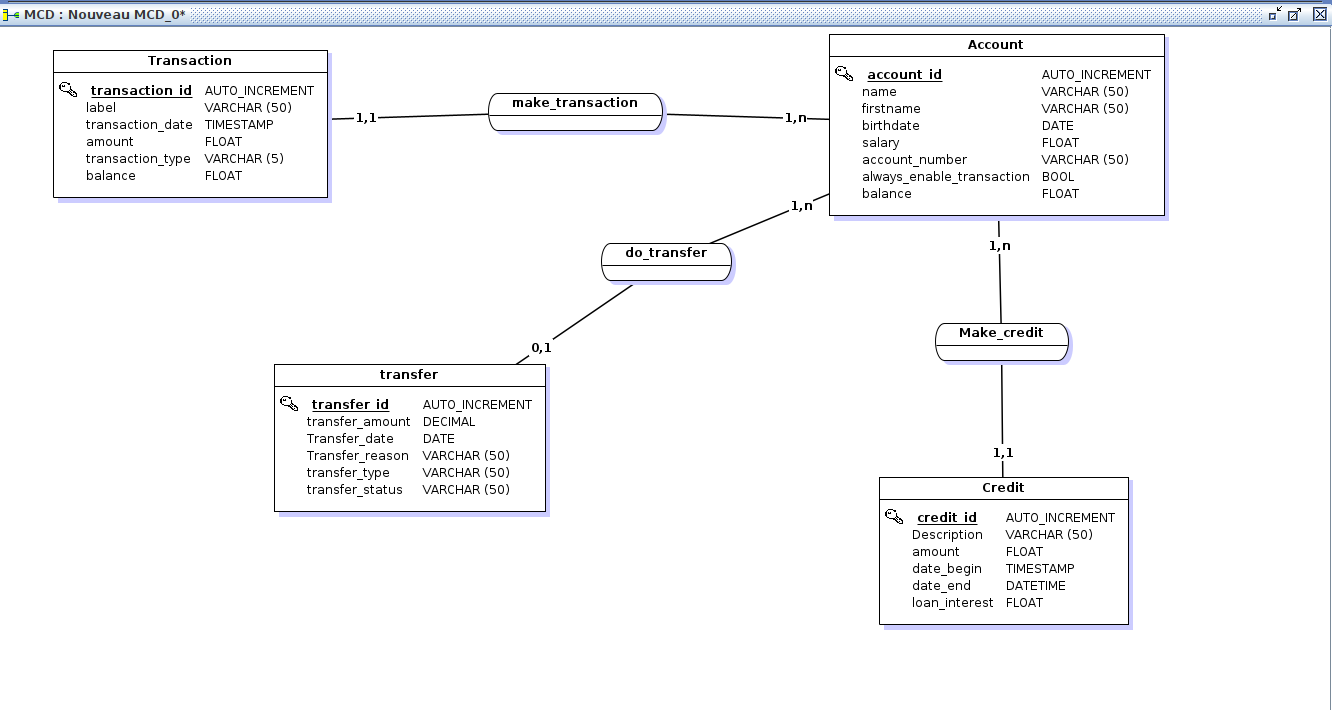 MCD : Nouveau MCD_0*
Transaction
transaction_id AUTO_INCREMENT
label VARCHAR (50)
transaction_date TIMESTAMP
amount FLOAT
transaction_type VARCHAR (5)
balance FLOAT
1,1
make_transaction
1,n
Account
account_id AUTO_INCREMENT
name VARCHAR (50)
firstname VARCHAR (50)
birthdate DATE
salary FLOAT
account_number VARCHAR (50)
always_enable_transaction BOOL
balance FLOAT
1,n
do_transfer
0,1
transfer
transfer_id AUTO_INCREMENT
transfer_amount DECIMAL
Transfer_date DATE
Transfer_reason VARCHAR (50)
transfer_type VARCHAR (50)
transfer_status VARCHAR (50)
1,n
Make_credit
1,1
Credit
credit_id AUTO_INCREMENT
Description VARCHAR (50)
amount FLOAT
date_begin TIMESTAMP
date_end DATETIME
loan_interest FLOAT